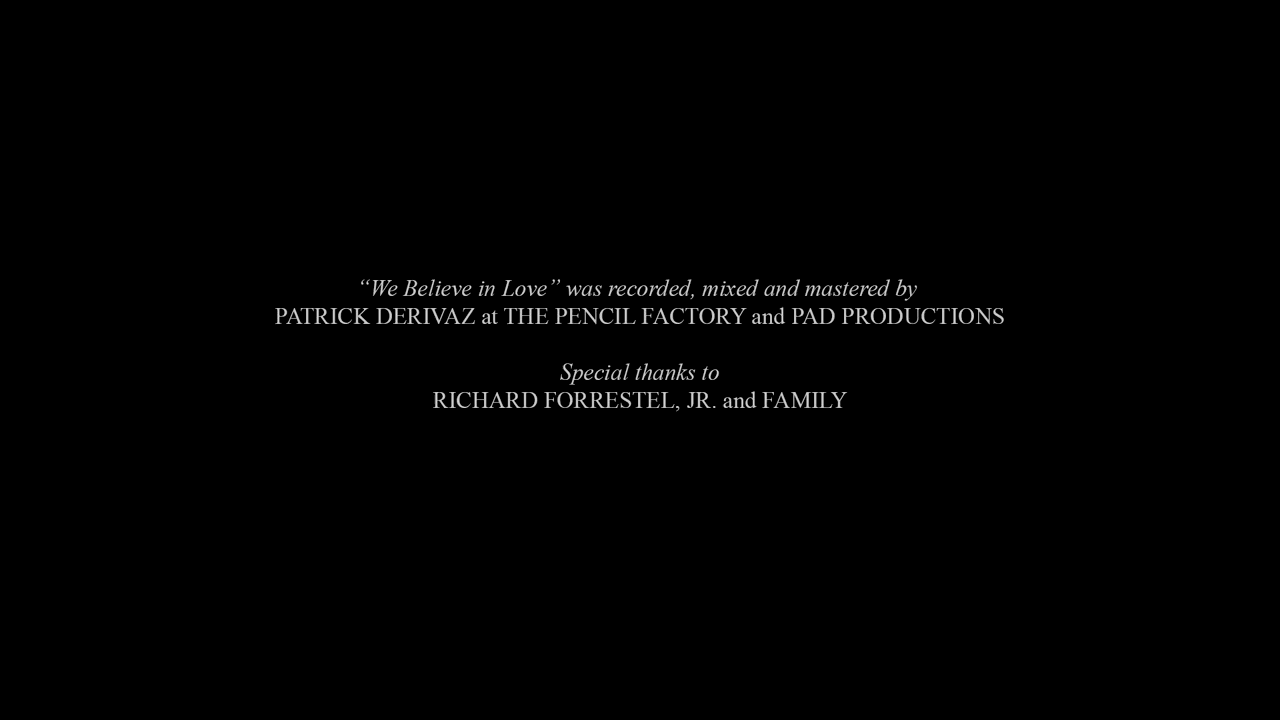 “We Believe in Love” was recorded, mixed and mastered by
PATRICK DERIVAZ at THE PENCIL FACTORY and PAD PRODUCTIONS
Special thanks to
RICHARD FORRESTEL, JR. and FAMILY